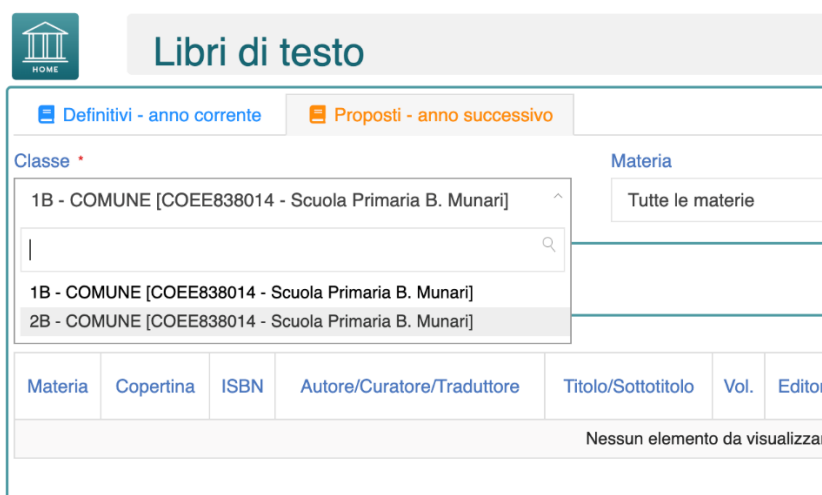 HOME
Libri di testo
Definitivi - anno corrente
Proposti - anno successivo
Classe *
Materia
1B - COMUNE [COEE838014 - Scuola Primaria B. Munari]
Tutte le materie
1B - COMUNE [COEE838014 - Scuola Primaria B. Munari]
2B - COMUNE [COEE838014 - Scuola Primaria B. Munari]
Materia Copertina ISBN Autore/Curatore/Traduttore Titolo/Sottotitolo Vol. Editor
Nessun elemento da visualizzar